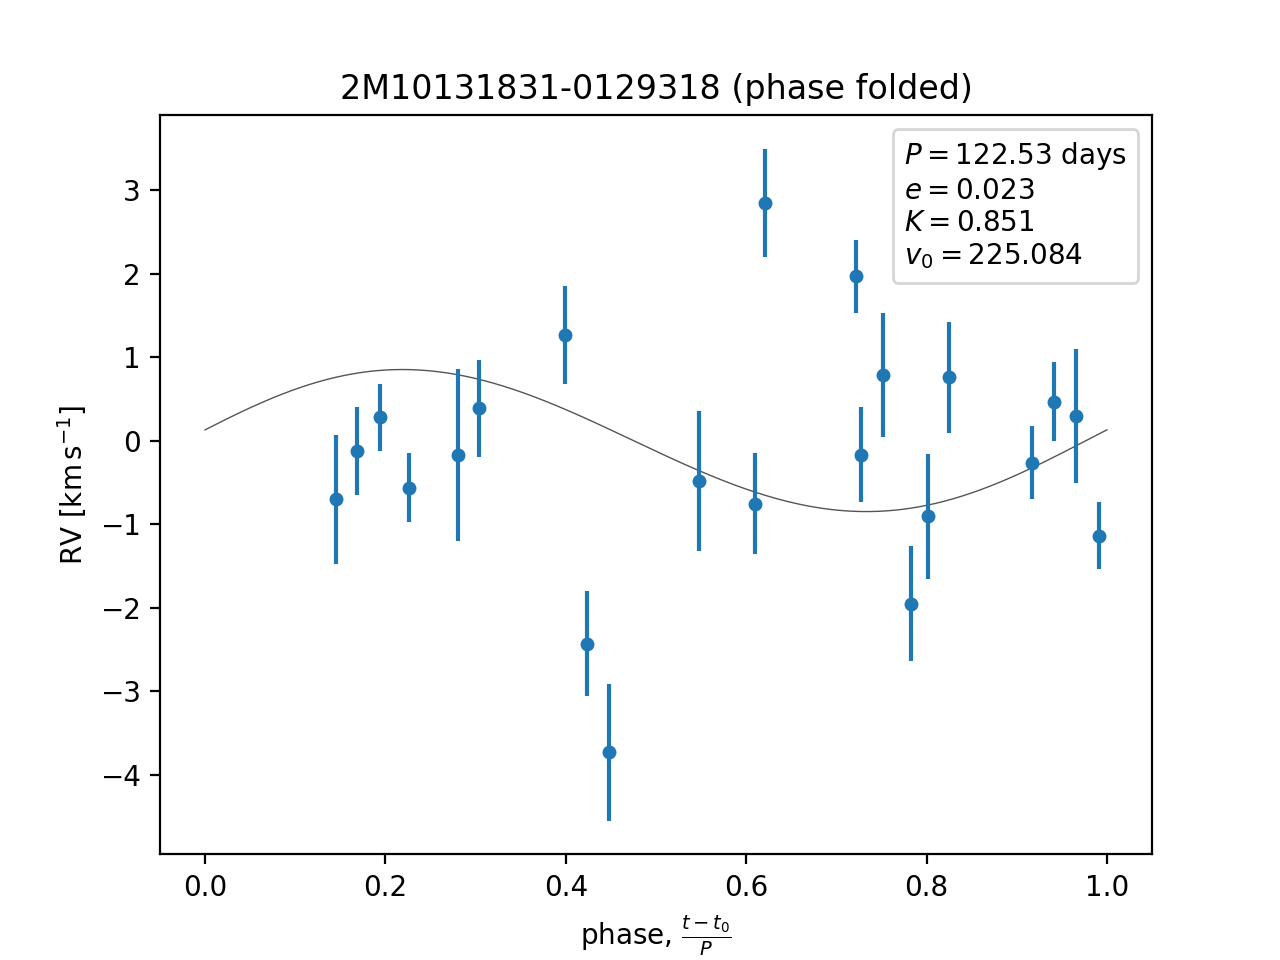 2M10131831-0129318 (phase folded)
P = 122.53 days
e = 0.023
K = 0.851
v₀ = 225.084
3
2
1
0
−1
−2
−3
−4
RV [km s⁻¹]
0.0 0.2 0.4 0.6 0.8 1.0
phase, (t − t₀)/P